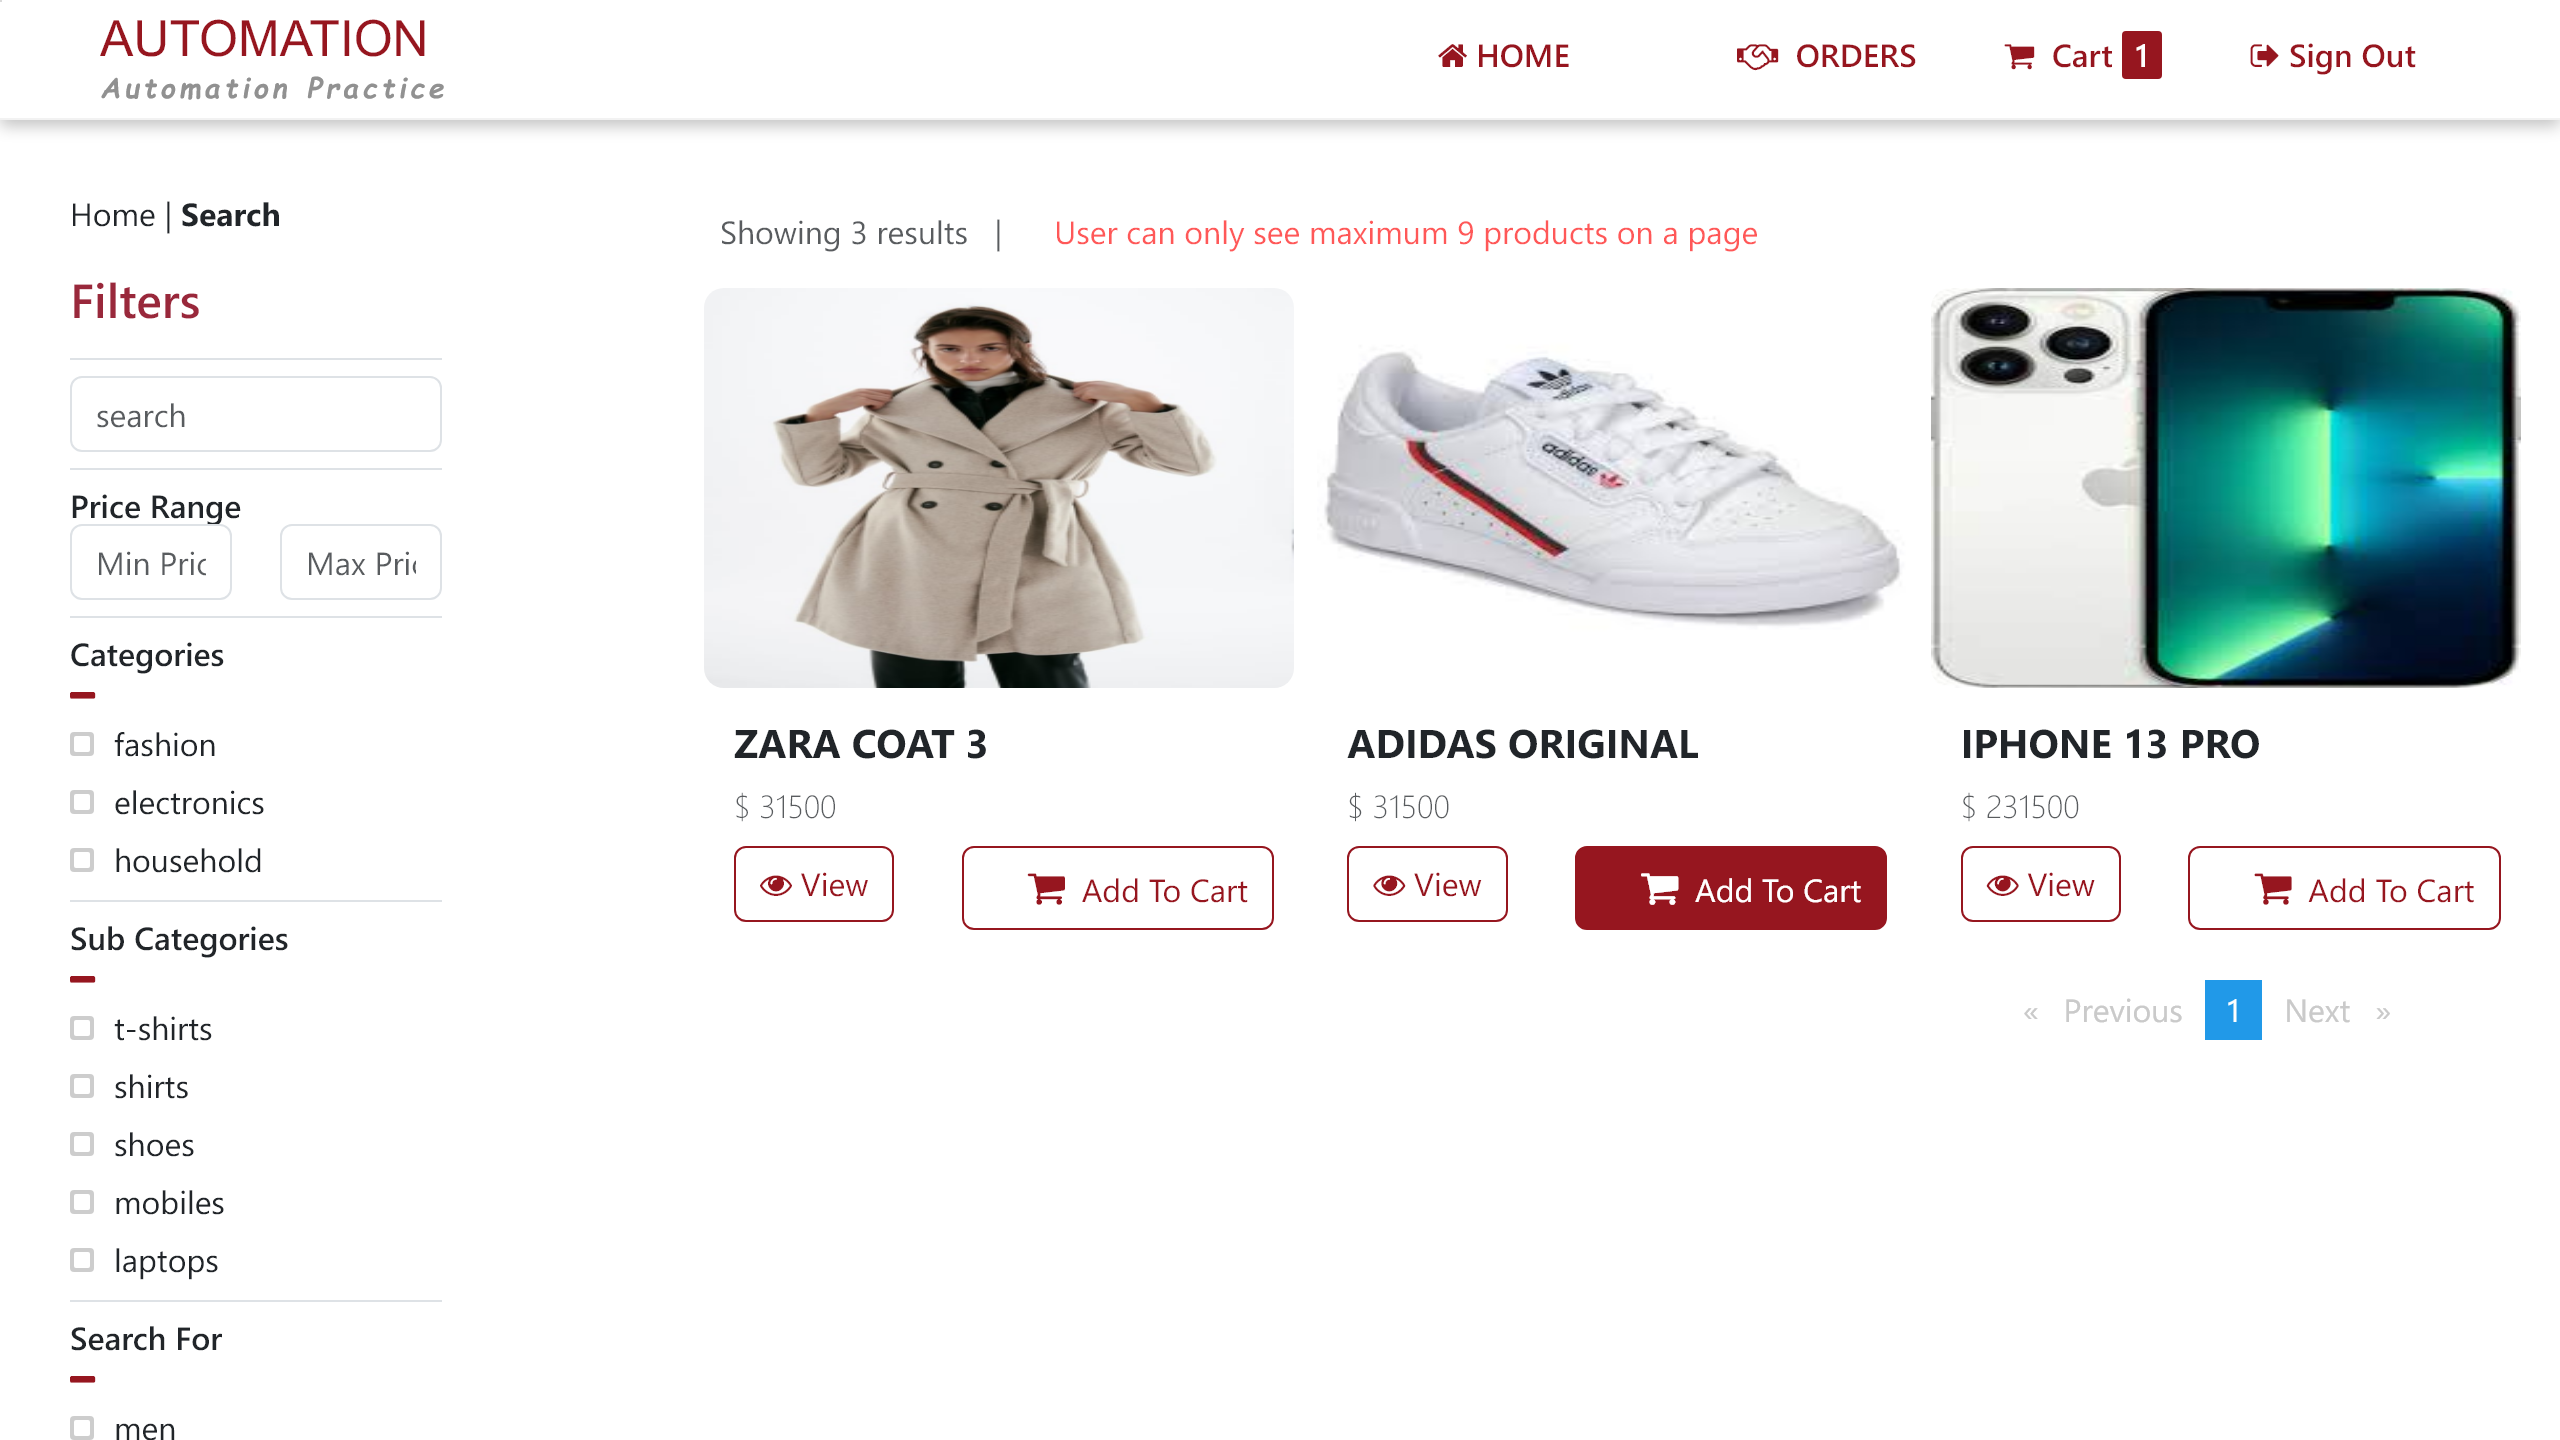 AUTOMATION
Automation Practice
HOME
ORDERS
Cart 1
Sign Out
Home | Search
Filters
search
Price Range
Min Pric
Max Pric
Categories
fashion
electronics
household
Sub Categories
t-shirts
shirts
shoes
mobiles
laptops
Search For
men
Showing 3 results |
User can only see maximum 9 products on a page
adidas
adidas
ZARA COAT 3
$ 31500
View
Add To Cart
ADIDAS ORIGINAL
$ 31500
View
Add To Cart
IPHONE 13 PRO
$ 231500
View
Add To Cart
« Previous 1 Next »